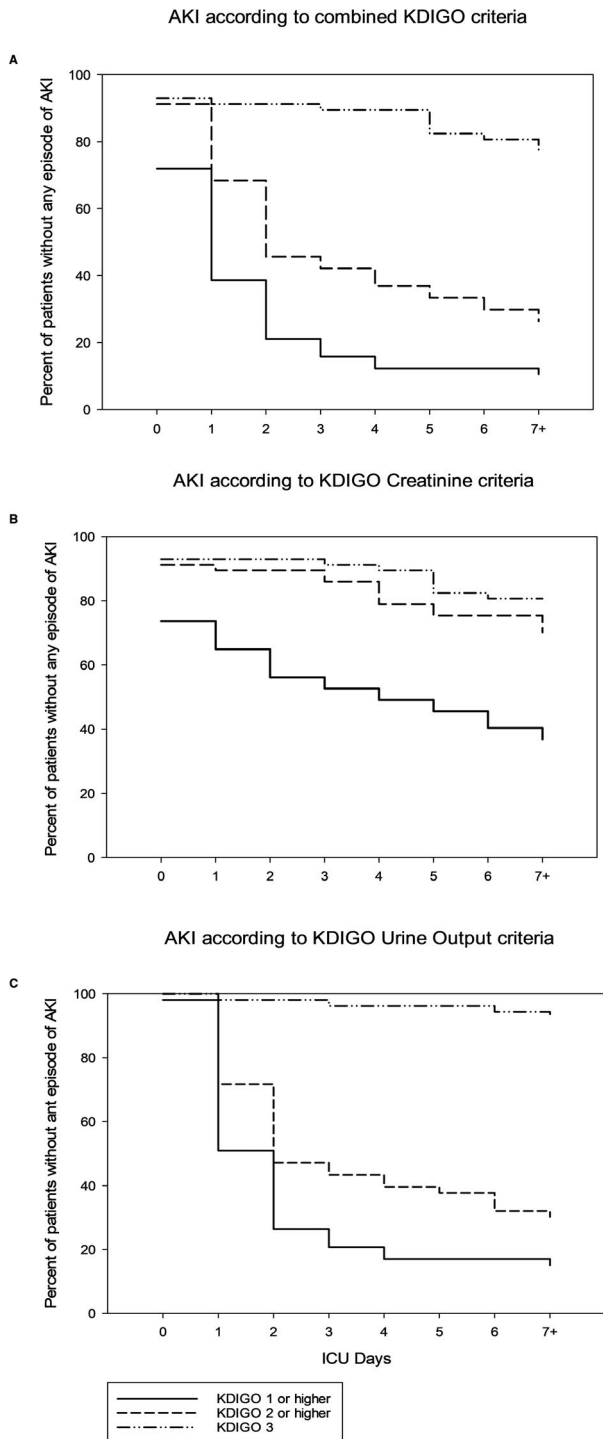 AKI according to combined KDIGO criteria
A
Percent of patients without any episode of AKI
100
80
60
40
20
0
0 1 2 3 4 5 6 7+
AKI according to KDIGO Creatinine criteria
B
Percent of patients without any episode of AKI
100
80
60
40
20
0
0 1 2 3 4 5 6 7+
AKI according to KDIGO Urine Output criteria
C
Percent of patients without ant episode of AKI
100
80
60
40
20
0
0 1 2 3 4 5 6 7+
ICU Days
KDIGO 1 or higher
KDIGO 2 or higher
KDIGO 3